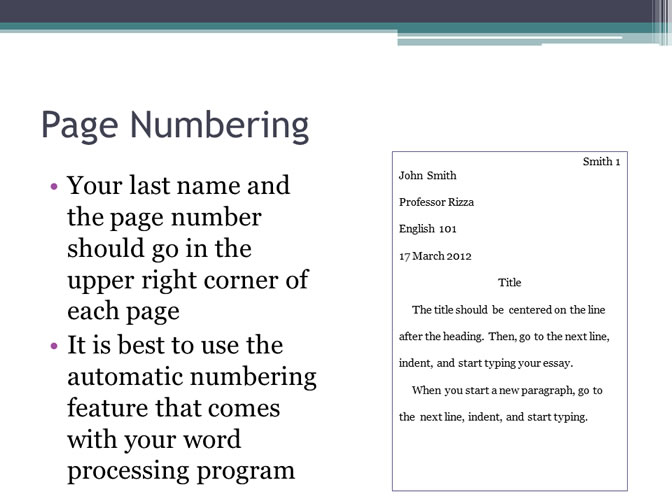 Page Numbering
• Your last name and
the page number
should go in the
upper right corner of
each page
• It is best to use the
automatic numbering
feature that comes
with your word
processing program
Smith 1
John Smith
Professor Rizza
English 101
17 March 2012
Title
The title should be centered on the line
after the heading. Then, go to the next line,
indent, and start typing your essay.
When you start a new paragraph, go to
the next line, indent, and start typing.